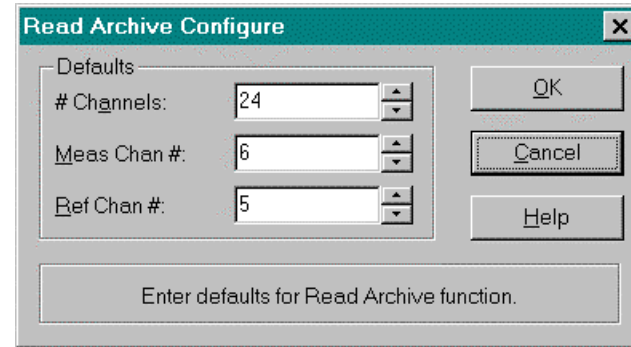 Read Archive Configure
Defaults
# Channels: 24
Meas Chan #: 6
Ref Chan #: 5
OK
Cancel
Help
Enter defaults for Read Archive function.